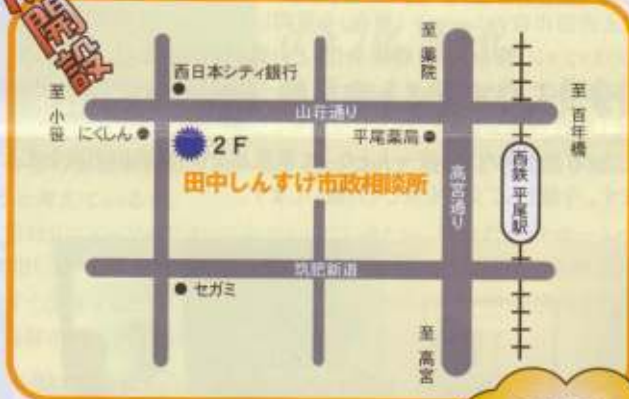 開設
至 薬院
西日本シティ銀行
至 小笹
至 百年橋
山荘通り
にくしん
2F
平尾薬局
田中しんすけ市政相談所
高宮通り
西鉄 平尾駅
筑肥新道
セガミ
至 高宮